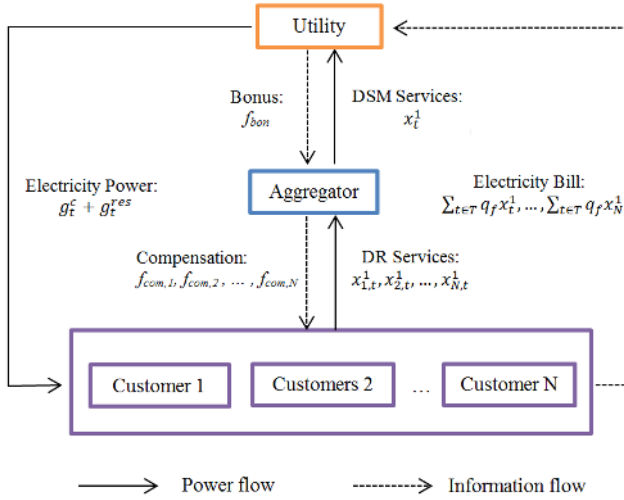 Utility
Bonus:
f_bon
DSM Services:
x_t^1
Electricity Power:
g_t^c + g_t^res
Aggregator
Electricity Bill:
∑_{t∈T} q_f x_t^1, ..., ∑_{t∈T} q_f x_N^1
Compensation:
f_com,1, f_com,2, ..., f_com,N
DR Services:
x_{1,t}^1, x_{2,t}^1, ..., x_{N,t}^1
Customer 1
Customers 2
...
Customer N
Power flow
Information flow